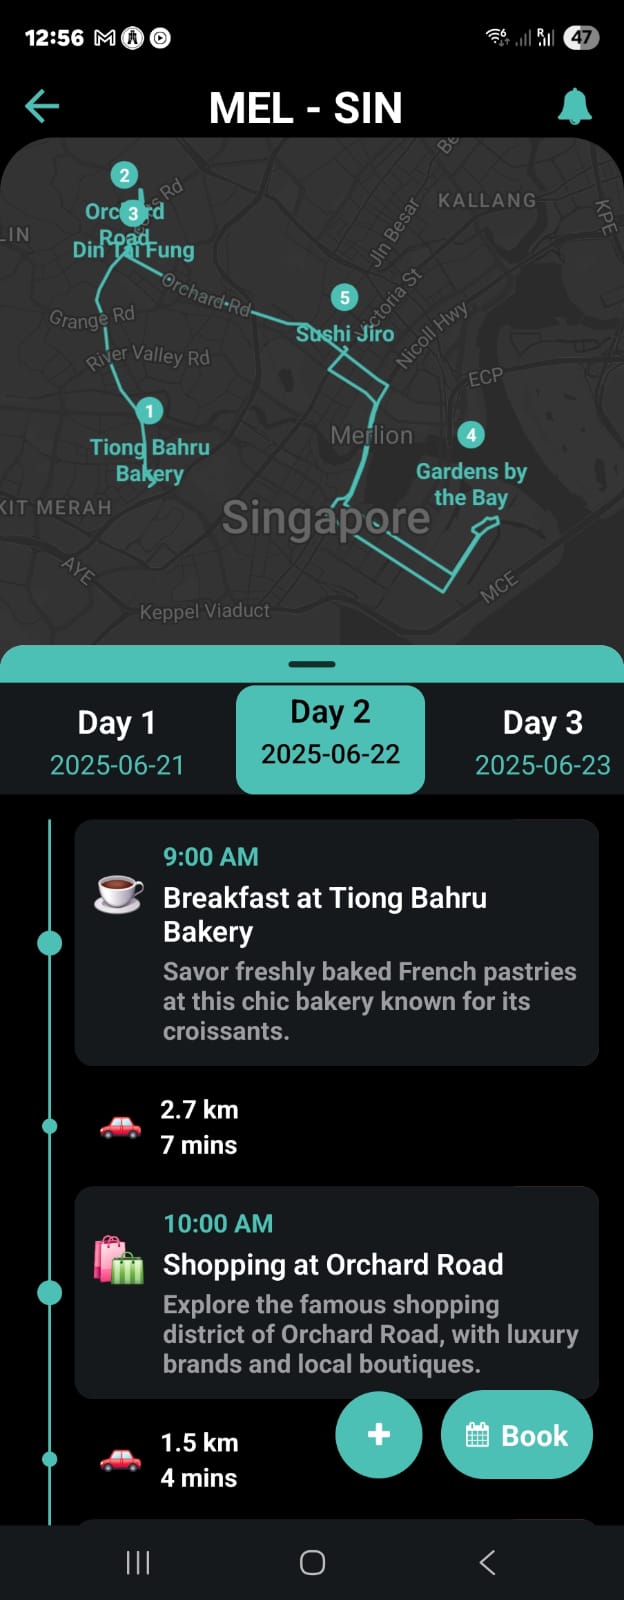 12:56
6
R
47
MEL - SIN
2
Rd
KALLANG
KPE
LIN
3
Orchard
Road
Din Tai Fung
Jln Besar
Orchard Rd
5
Victoria St
Grange Rd
Sushi Jiro
Nicoll Hwy
River Valley Rd
ECP
1
Merlion
4
Tiong Bahru
Bakery
Gardens by
the Bay
KIT MERAH
Singapore
AYE
MCE
Keppel Viaduct
Day 1
2025-06-21
Day 2
2025-06-22
Day 3
2025-06-23
9:00 AM
Breakfast at Tiong Bahru
Bakery
Savor freshly baked French pastries
at this chic bakery known for its
croissants.
2.7 km
7 mins
10:00 AM
Shopping at Orchard Road
Explore the famous shopping
district of Orchard Road, with luxury
brands and local boutiques.
+
Book
1.5 km
4 mins